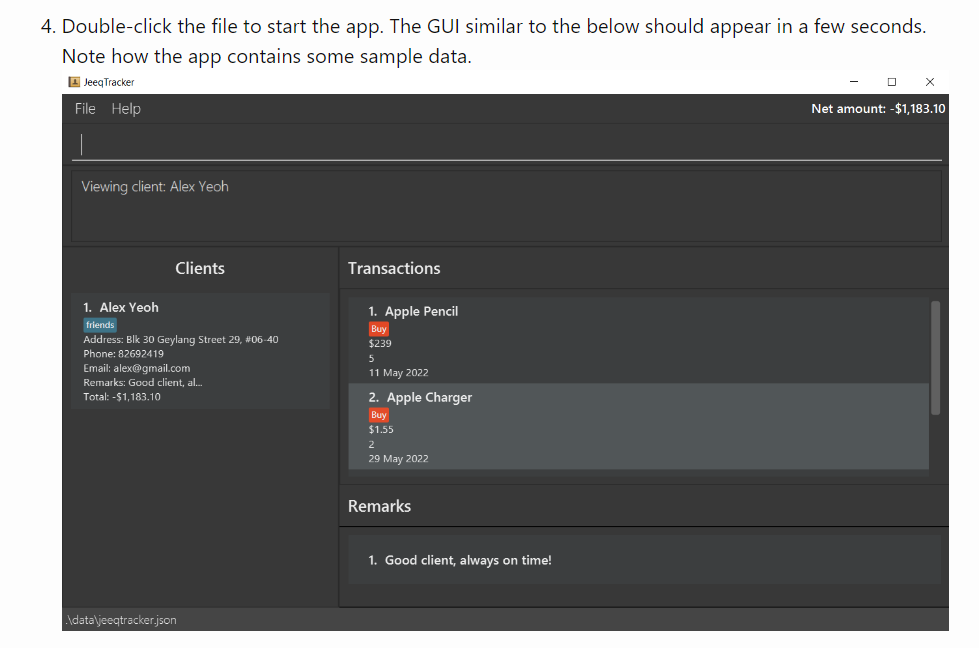 4. Double-click the file to start the app. The GUI similar to the below should appear in a few seconds.
Note how the app contains some sample data.
JeeqTracker
File Help
Net amount: -$1,183.10
Viewing client: Alex Yeoh
Clients
1. Alex Yeoh
friends
Address: Blk 30 Geylang Street 29, #06-40
Phone: 82692419
Email: alex@gmail.com
Remarks: Good client, al...
Total: -$1,183.10
Transactions
1. Apple Pencil
Buy
$239
5
11 May 2022
2. Apple Charger
Buy
$1.55
2
29 May 2022
Remarks
1. Good client, always on time!
.\data\jeeqtracker.json